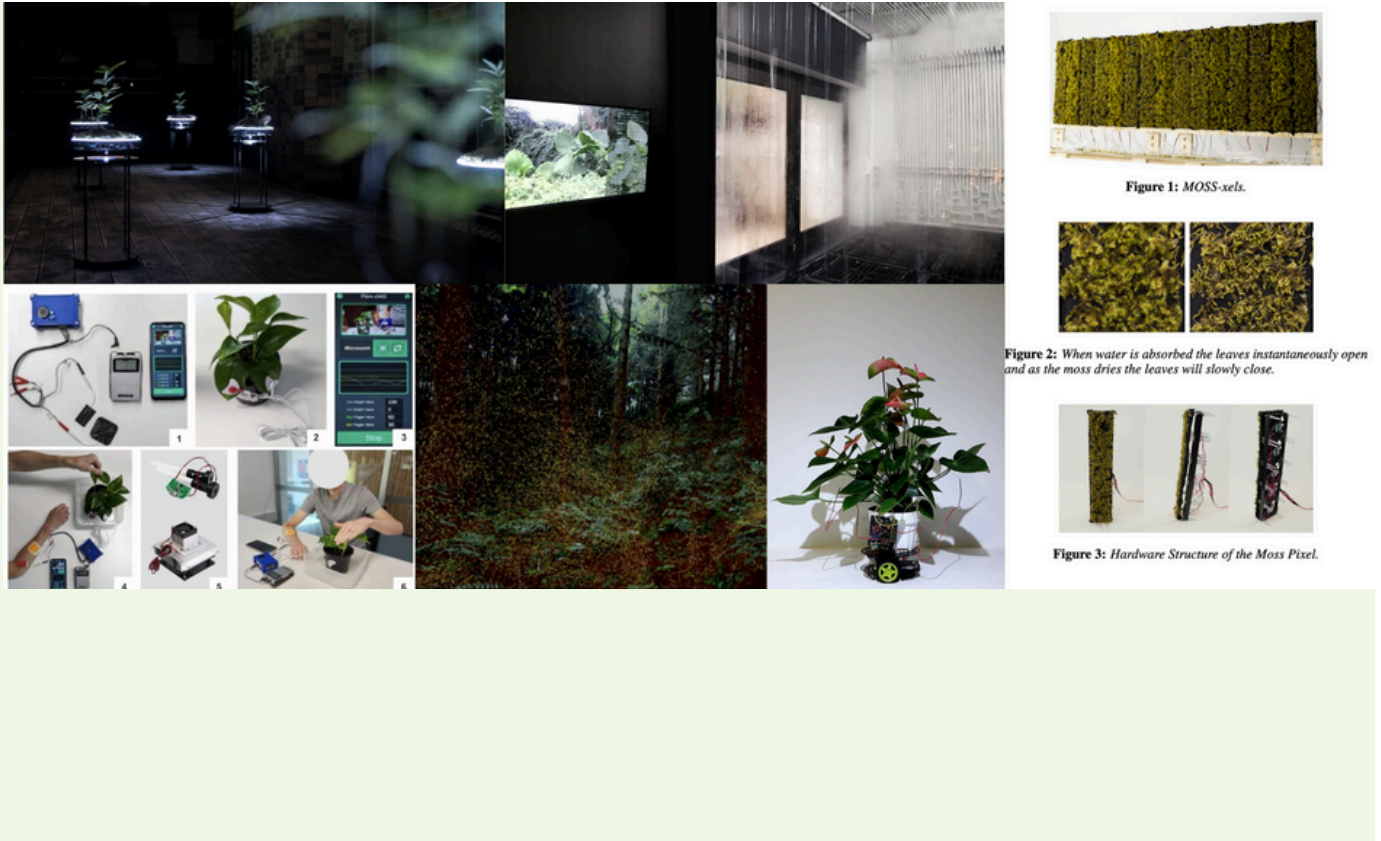 Figure 1: MOSS-xels.
Figure 2: When water is absorbed the leaves instantaneously open
and as the moss dries the leaves will slowly close.
Figure 3: Hardware Structure of the Moss Pixel.
1
2
3
Stop
4
5
6